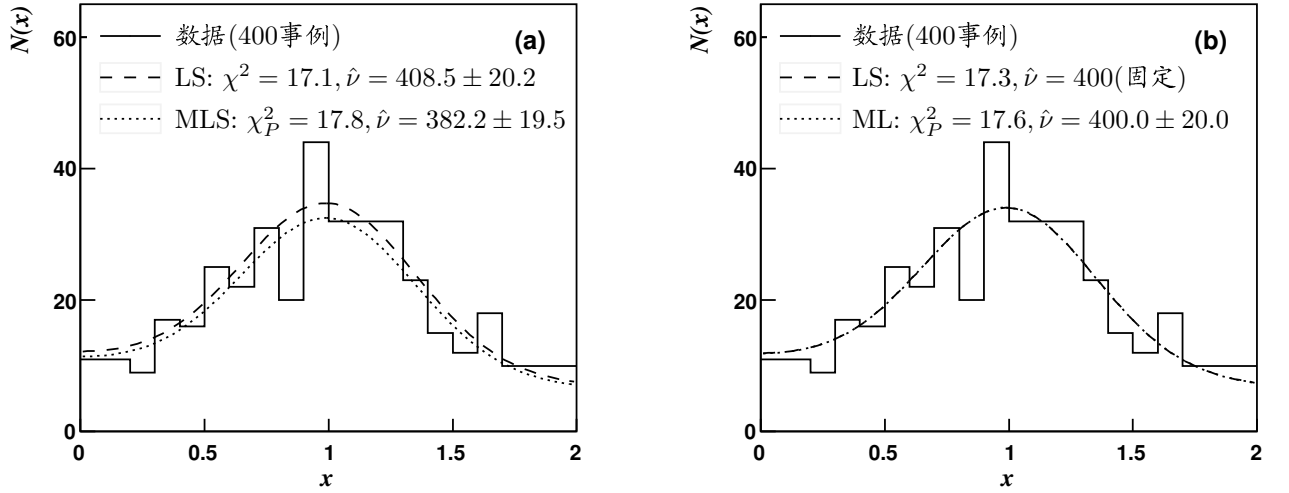 N(x)
60
40
20
0
数据(400事例)
(a)
LS: χ² = 17.1, ν̂ = 408.5 ± 20.2
MLS: χ²_P = 17.8, ν̂ = 382.2 ± 19.5
0 0.5 1 1.5 2
x
N(x)
60
40
20
0
数据(400事例)
(b)
LS: χ² = 17.3, ν̂ = 400(固定)
ML: χ²_P = 17.6, ν̂ = 400.0 ± 20.0
0 0.5 1 1.5 2
x